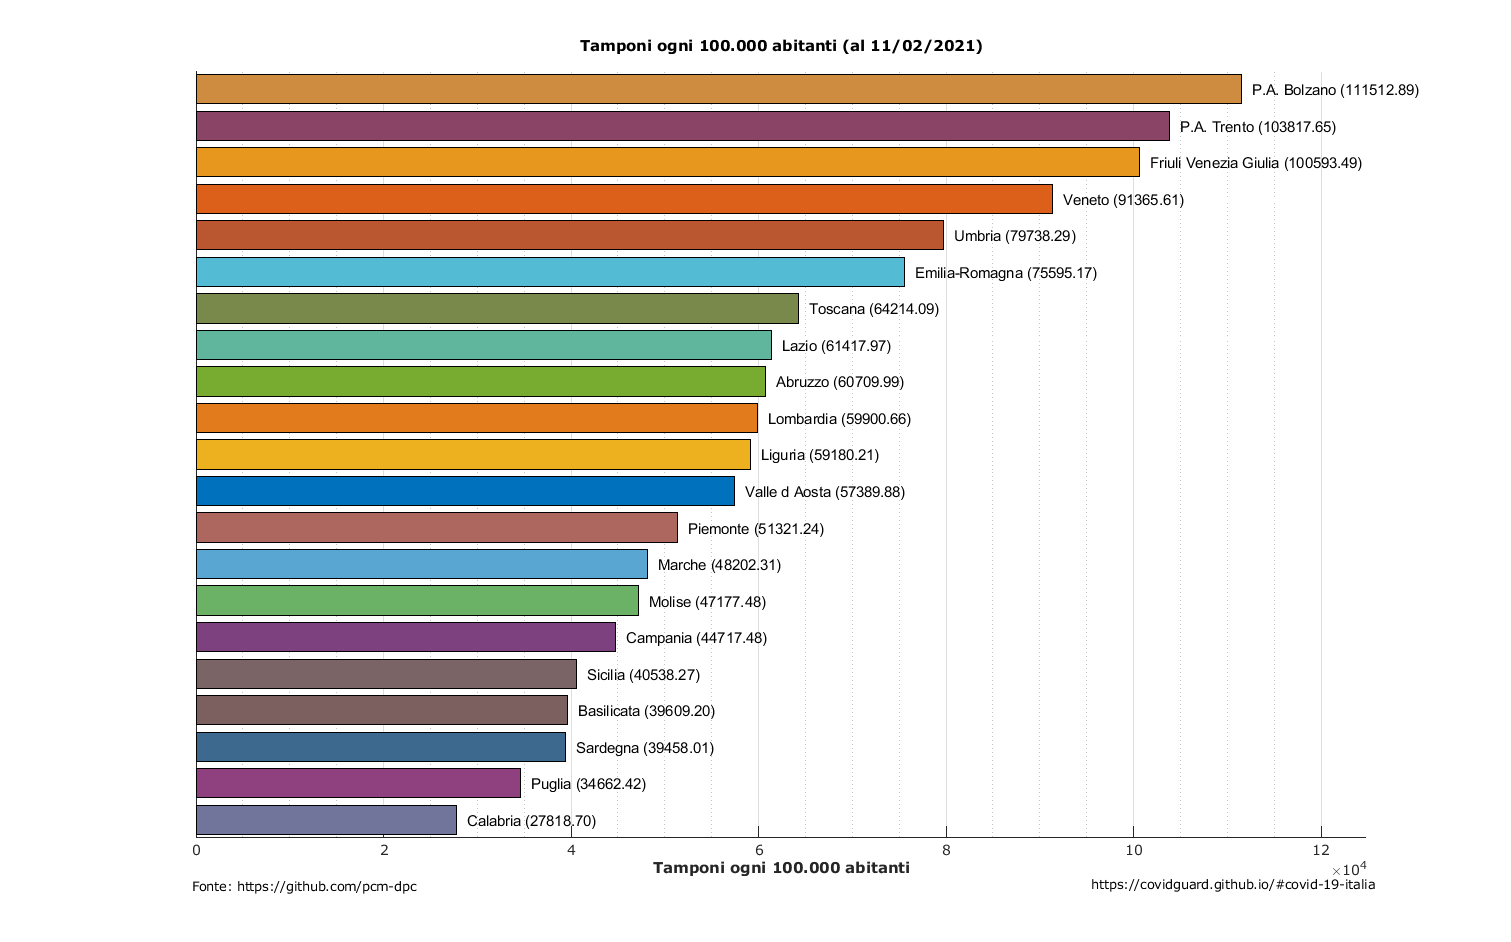 Tamponi ogni 100.000 abitanti (al 11/02/2021)
P.A. Bolzano (111512.89)
P.A. Trento (103817.65)
Friuli Venezia Giulia (100593.49)
Veneto (91365.61)
Umbria (79738.29)
Emilia-Romagna (75595.17)
Toscana (64214.09)
Lazio (61417.97)
Abruzzo (60709.99)
Lombardia (59900.66)
Liguria (59180.21)
Valle d Aosta (57389.88)
Piemonte (51321.24)
Marche (48202.31)
Molise (47177.48)
Campania (44717.48)
Sicilia (40538.27)
Basilicata (39609.20)
Sardegna (39458.01)
Puglia (34662.42)
Calabria (27818.70)
0 2 4 6 8 10 12
×10⁴
Tamponi ogni 100.000 abitanti
Fonte: https://github.com/pcm-dpc
https://covidguard.github.io/#covid-19-italia